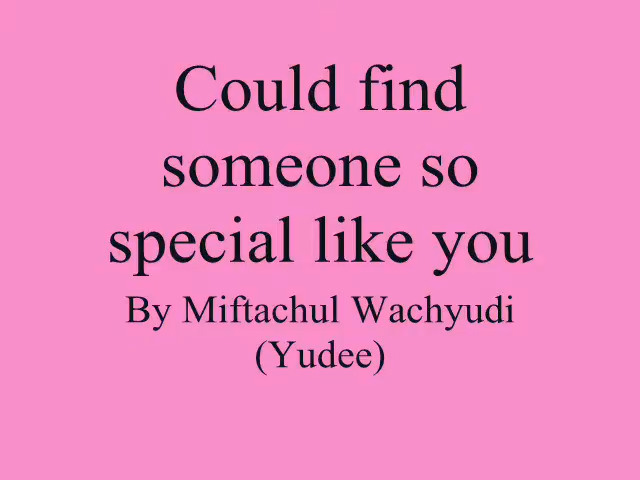 Could find
someone so
special like you
By Miftachul Wachyudi
(Yudee)